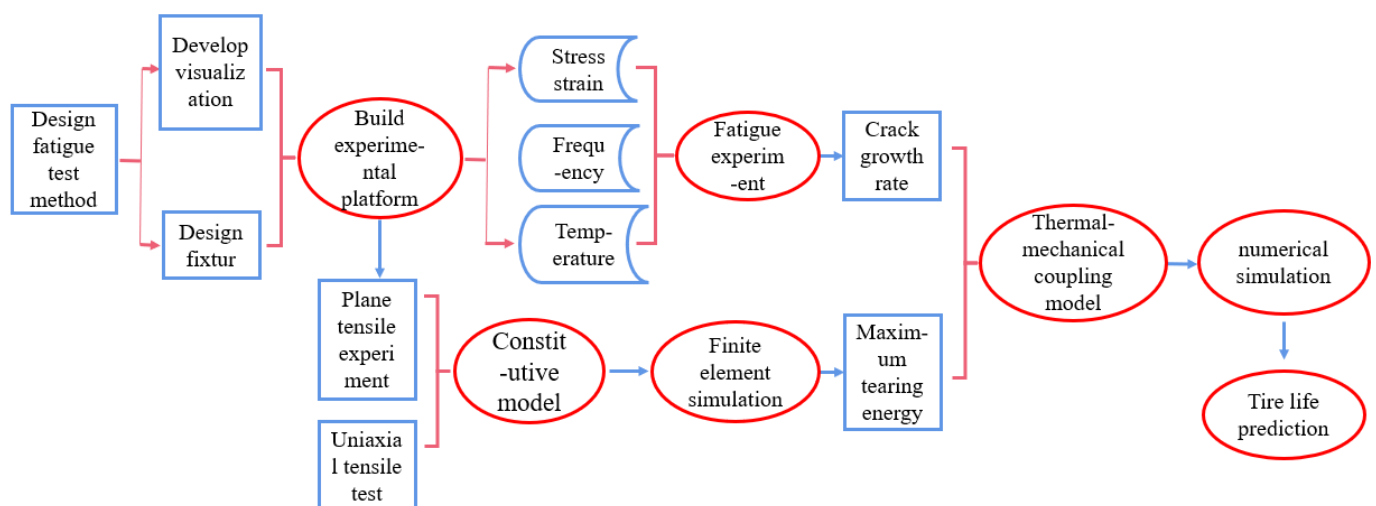 Design
fatigue
test
method
Develop
visualiz
ation
Design
fixtur
Build
experime-
ntal
platform
Stress
strain
Frequ
-ency
Temp-
erature
Fatigue
experim
-ent
Crack
growth
rate
Plane
tensile
experi
ment
Uniaxia
l tensile
test
Constit
-utive
model
Finite
element
simulation
Maxim-
um
tearing
energy
Thermal-
mechanical
coupling
model
numerical
simulation
Tire life
prediction